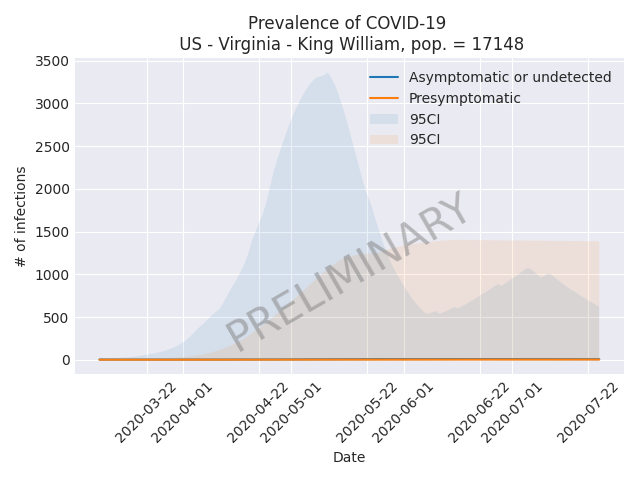 Prevalence of COVID-19
US - Virginia - King William, pop. = 17148
Asymptomatic or undetected
Presymptomatic
95CI
95CI
# of infections
3500
3000
2500
2000
1500
1000
500
0
PRELIMINARY
2020-03-22
2020-04-01
2020-04-22
2020-05-01
2020-05-22
2020-06-01
2020-06-22
2020-07-01
2020-07-22
Date